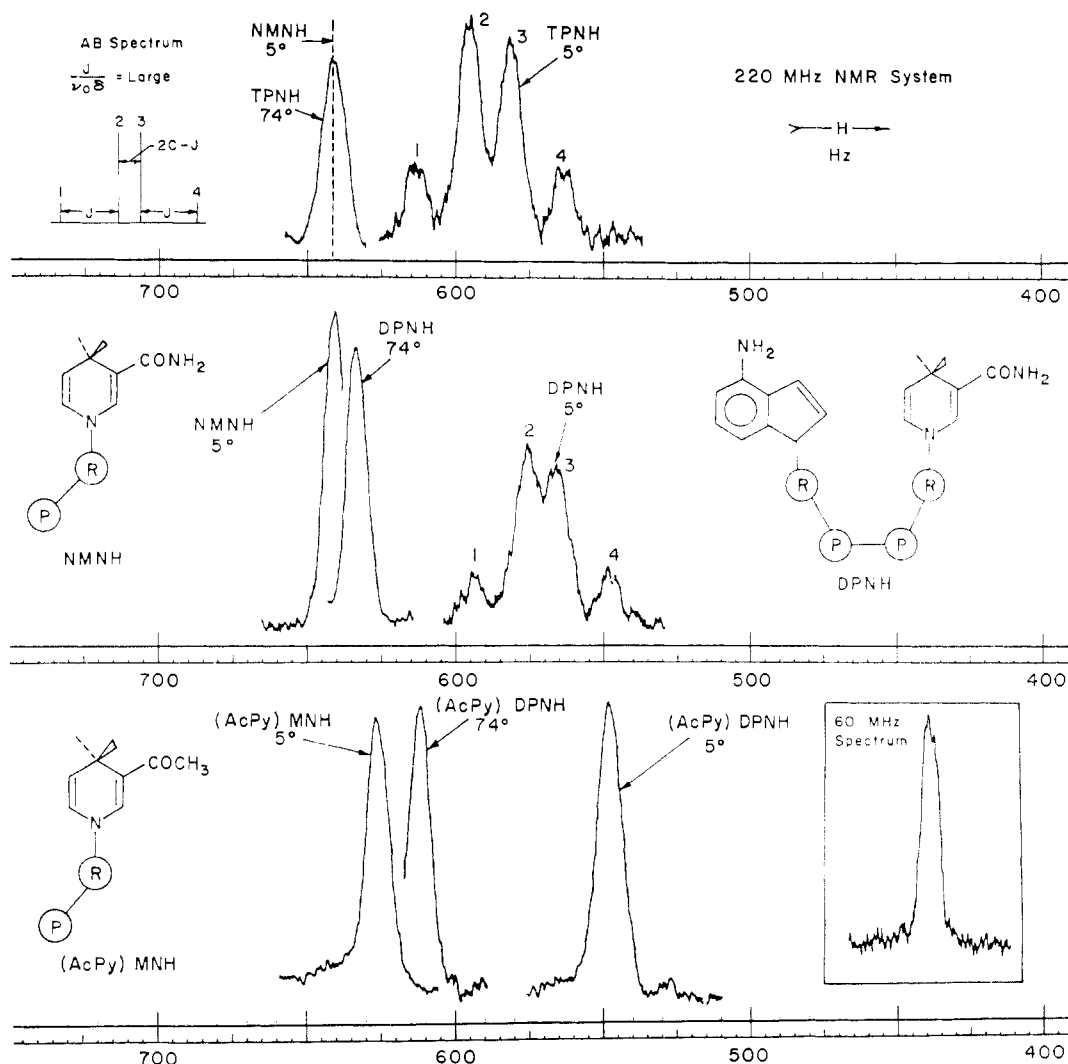 AB Spectrum
J
ν₀δ = Large
2 3
2C-J
1
4
J J
NMNH
5°
TPNH
74°
1
2
3
TPNH
5°
4
220 MHz NMR System
H
Hz
700 600 500 400
CONH₂
N
R
P
NMNH
NMNH
5°
DPNH
74°
1
2
3
DPNH
5°
4
NH₂
R
P P
R
N
CONH₂
DPNH
700 600 500 400
COCH₃
N
R
P
(AcPy) MNH
(AcPy) MNH
5°
(AcPy) DPNH
74°
(AcPy) DPNH
5°
60 MHz
Spectrum
700 600 500 400